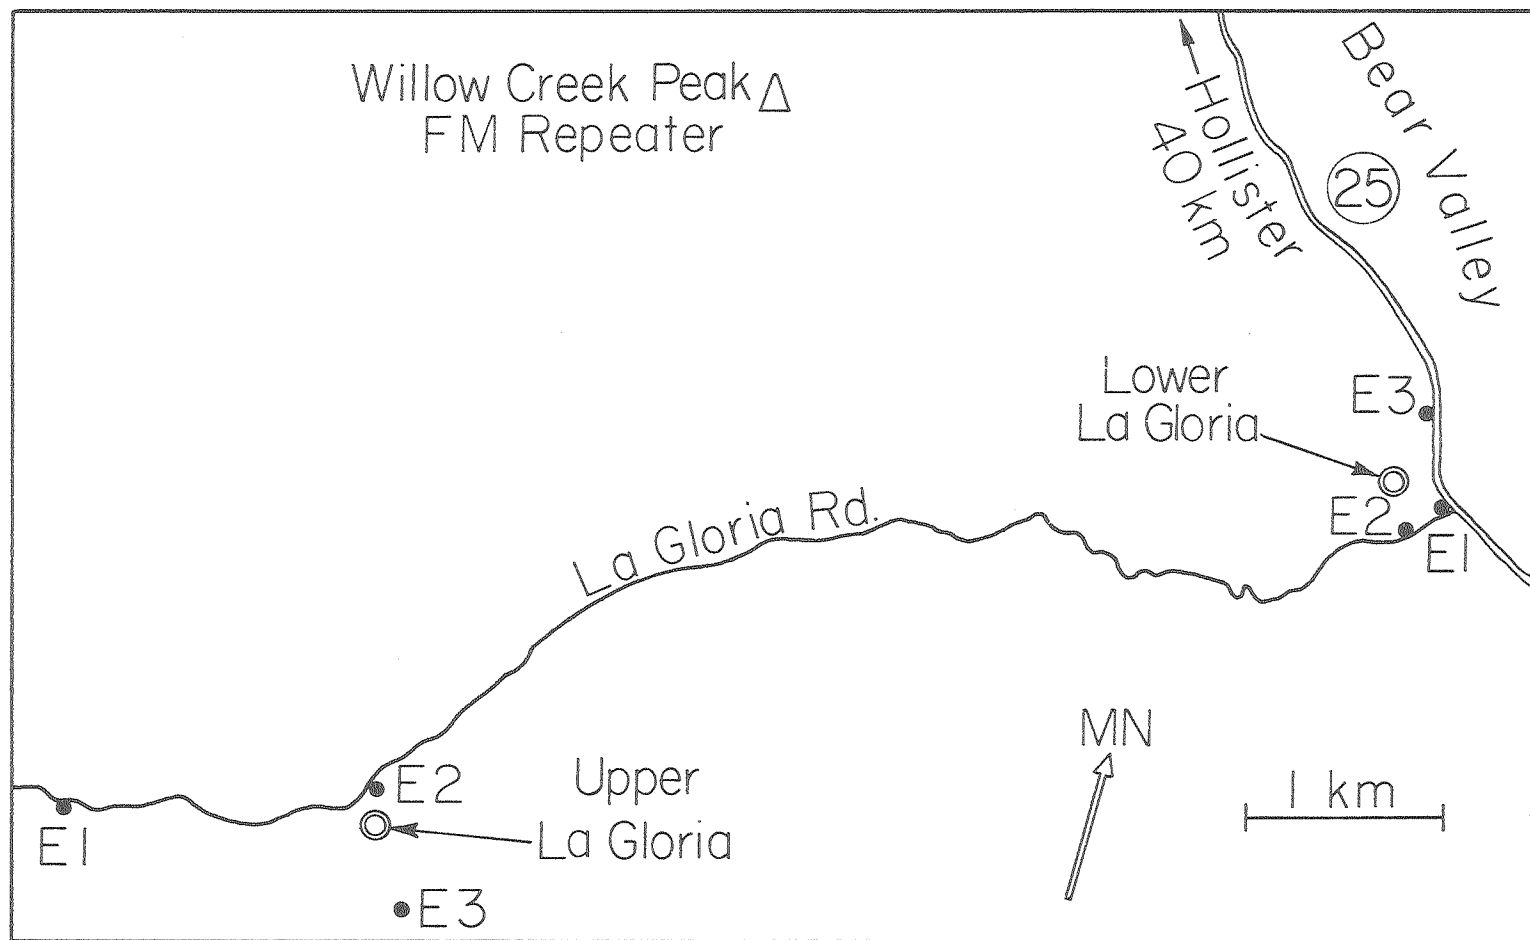 Willow Creek Peak
FM Repeater
Hollister
40 km
25
Bear Valley
Lower
La Gloria
E3
E2
E1
La Gloria Rd.
MN
1 km
E2
Upper
La Gloria
E1
E3